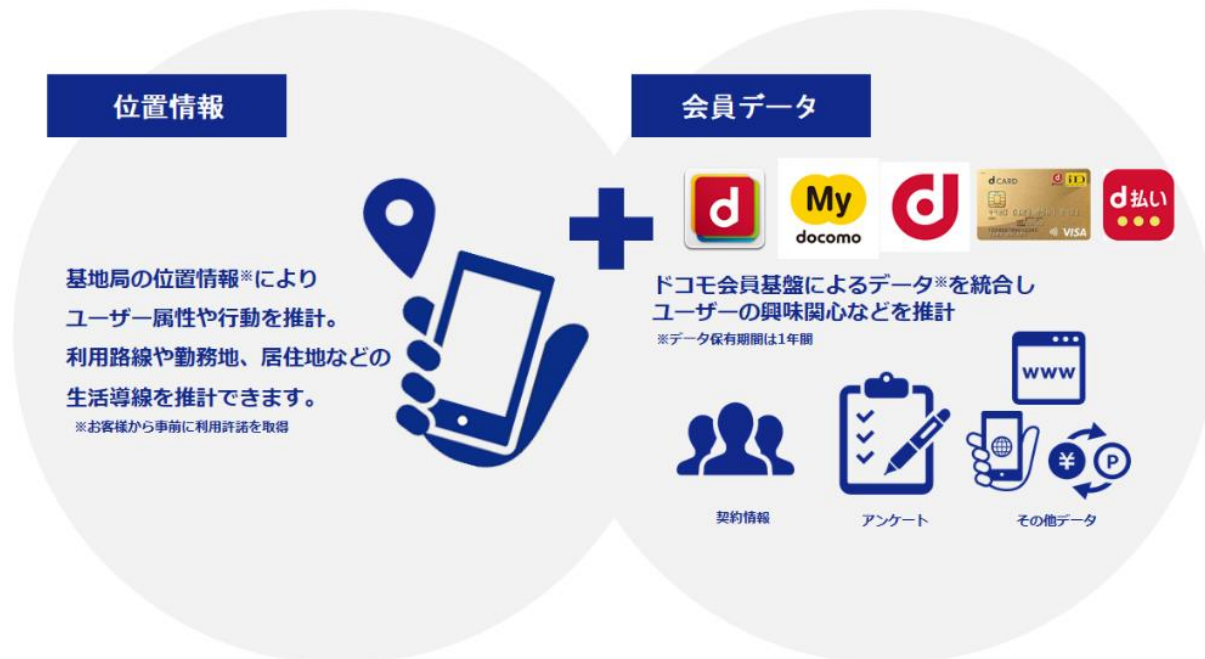 位置情報
基地局の位置情報※により
ユーザー属性や行動を推計。
利用路線や勤務地、居住地などの
生活導線を推計できます。
※お客様から事前に利用許諾を取得
会員データ
d
My
docomo
d
d CARD
iD
VISA
d払い
ドコモ会員基盤によるデータ※を統合し
ユーザーの興味関心などを推計
※データ保有期間は1年間
www
¥
P
契約情報
アンケート
その他データ